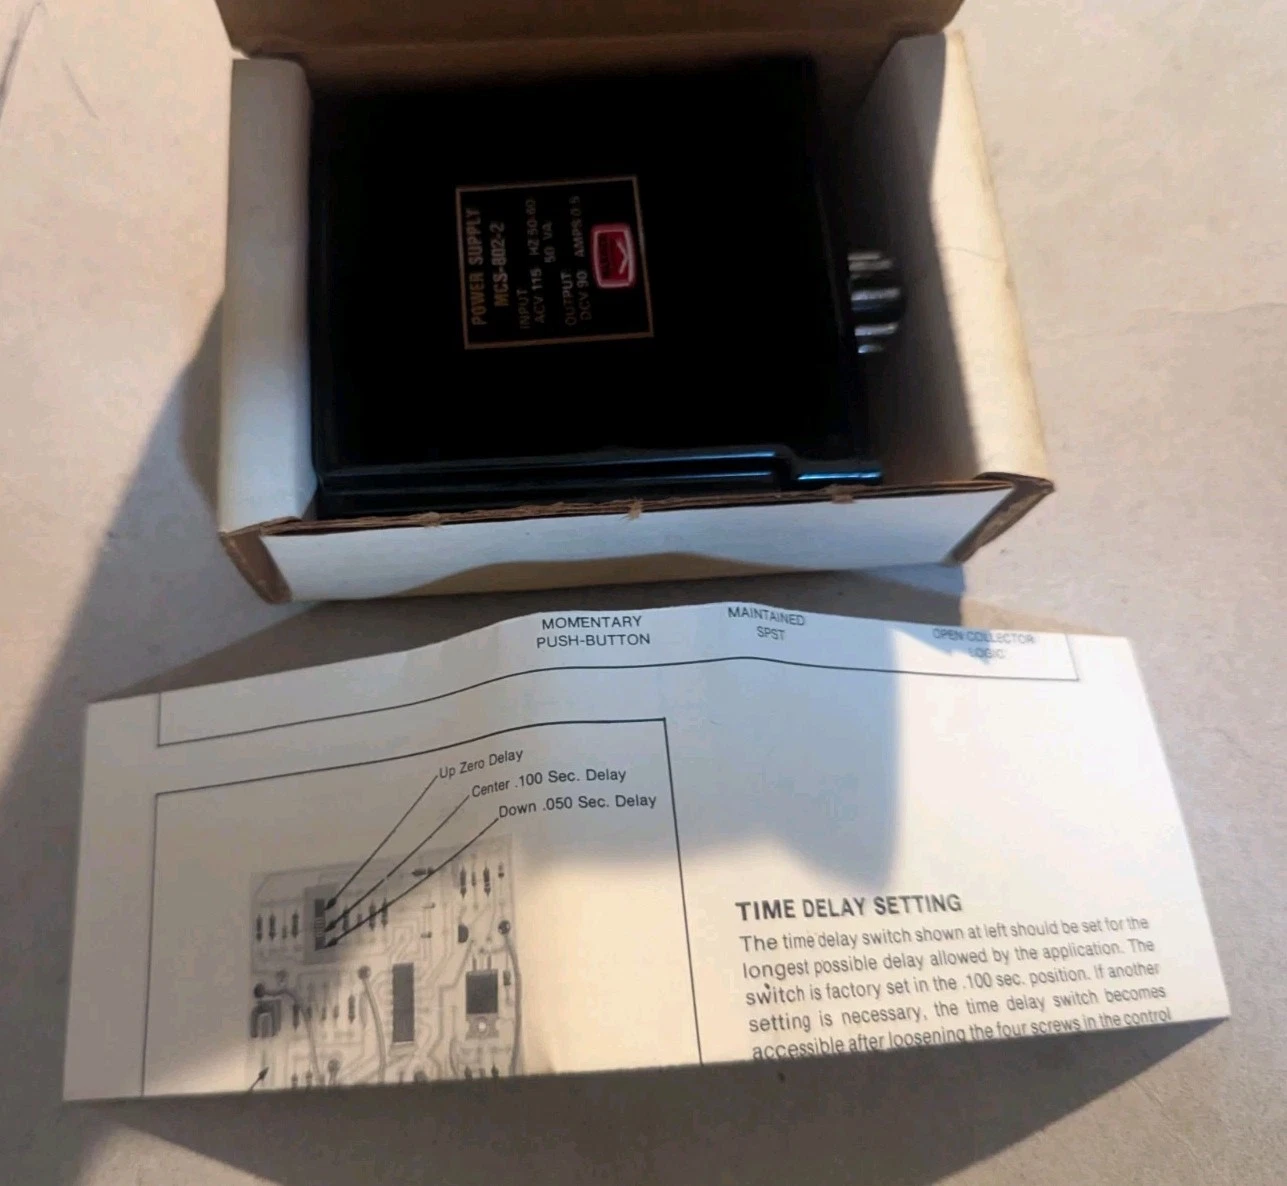 POWER SUPPLY
MCS-802-2
INPUT
ACV 115 HZ 50-60
50 VA
OUTPUT
DCV 90 AMPS 0.5
MOMENTARY
PUSH-BUTTON
MAINTAINED
SPST
OPEN COLLECTOR
LOGIC
Up Zero Delay
Center .100 Sec. Delay
Down .050 Sec. Delay
TIME DELAY SETTING
The time delay switch shown at left should be set for the
longest possible delay allowed by the application. The
switch is factory set in the .100 sec. position. If another
setting is necessary, the time delay switch becomes
accessible after loosening the four screws in the control